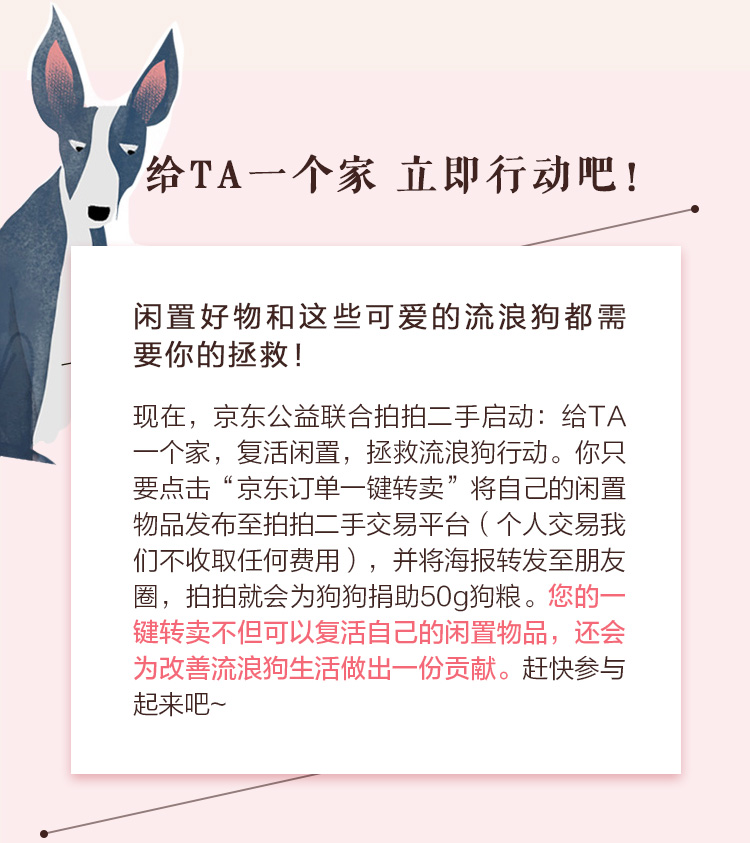 给TA一个家 立即行动吧！
闲置好物和这些可爱的流浪狗都需
要你的拯救！
现在，京东公益联合拍拍二手启动：给TA
一个家，复活闲置，拯救流浪狗行动。你只
要点击“京东订单一键转卖”将自己的闲置
物品发布至拍拍二手交易平台（个人交易我
们不收取任何费用），并将海报转发至朋友
圈，拍拍就会为狗狗捐助50g狗粮。您的一
键转卖不但可以复活自己的闲置物品，还会
为改善流浪狗生活做出一份贡献。赶快参与
起来吧~